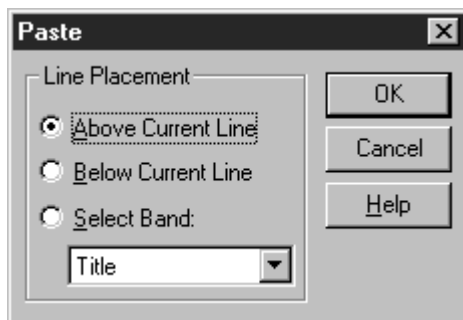 Paste
Line Placement
Above Current Line
Below Current Line
Select Band:
Title
OK
Cancel
Help